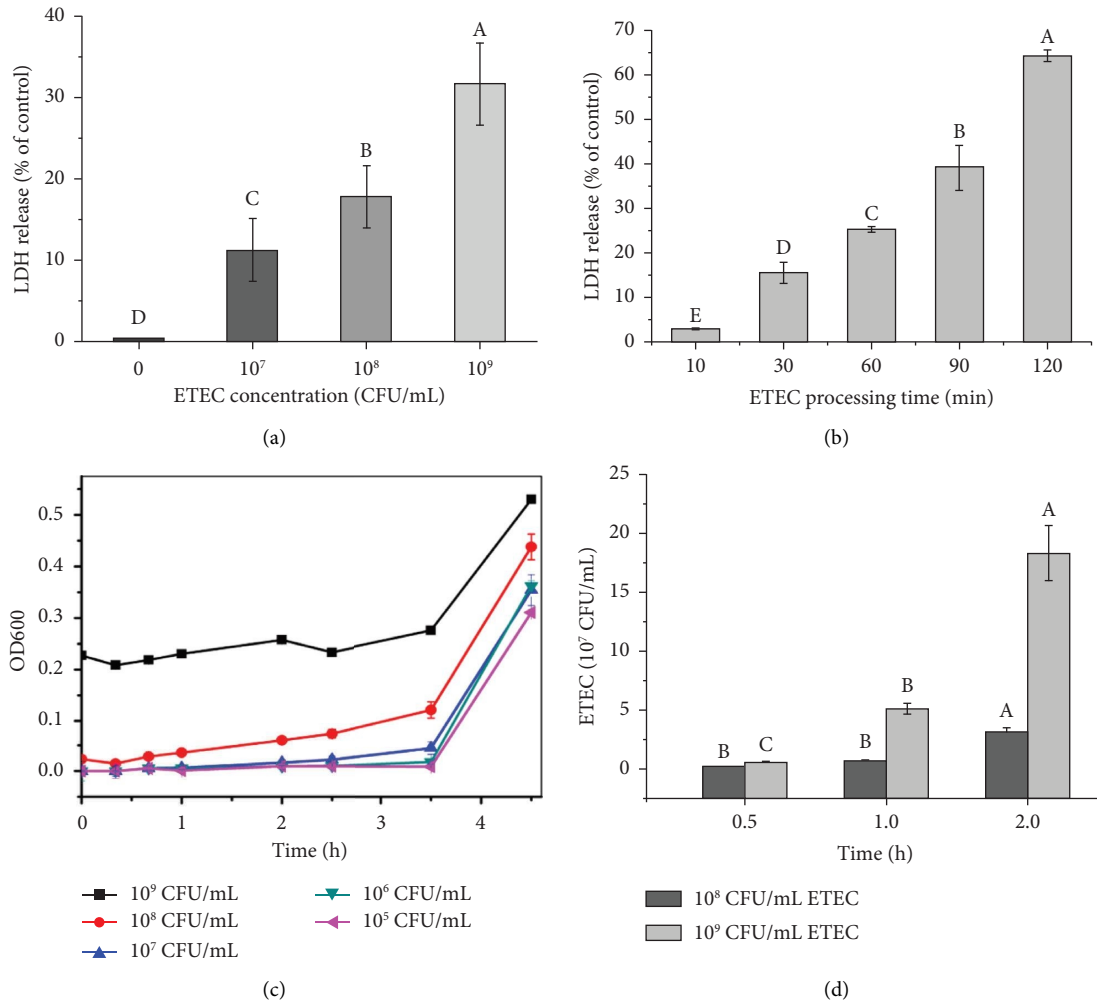 40
30
20
10
0
LDH release (% of control)
D
C
B
A
0
10⁷
10⁸
10⁹
ETEC concentration (CFU/mL)
(a)
70
60
50
40
30
20
10
0
LDH release (% of control)
E
D
C
B
A
10
30
60
90
120
ETEC processing time (min)
(b)
0.5
0.4
0.3
0.2
0.1
0.0
OD600
0
1
2
3
4
Time (h)
10⁹ CFU/mL
10⁸ CFU/mL
10⁷ CFU/mL
10⁶ CFU/mL
10⁵ CFU/mL
(c)
25
20
15
10
5
0
ETEC (10⁷ CFU/mL)
B
C
B
B
A
A
0.5
1.0
2.0
Time (h)
10⁸ CFU/mL ETEC
10⁹ CFU/mL ETEC
(d)